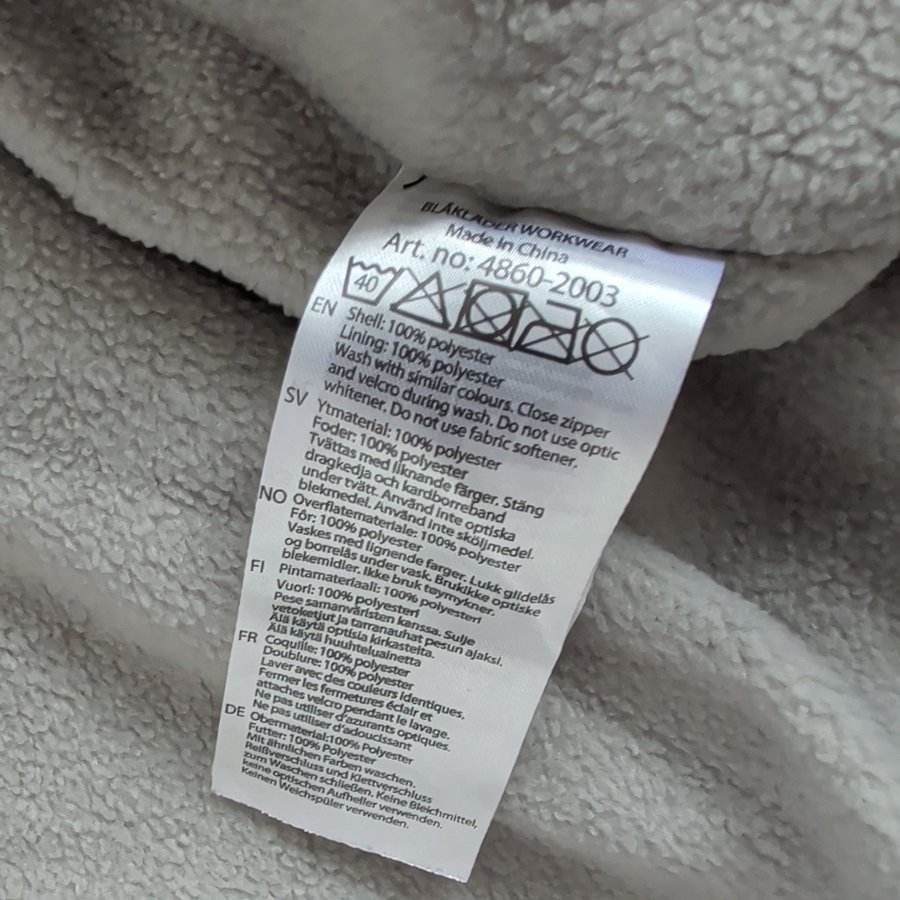 BLÅKLÄDER WORKWEAR
Made in China
Art. no: 4860-2003
40
EN Shell: 100% polyester
Lining: 100% polyester
Wash with similar colours. Close zipper
and velcro during wash. Do not use optic
whitener. Do not use fabric softener.
SV Ytmaterial: 100% polyester
Foder: 100% polyester
Tvättas med liknande färger. Stäng
dragkedja och kardborreband
under tvätt. Använd inte optiska
blekmedel. Använd inte sköljmedel.
NO Overflatemateriale: 100% polyester
Fôr: 100% polyester
Vaskes med lignende farger. Lukk glidelås
og borrelås under vask. Brukikke optiske
blekemidler. Ikke bruk tøymykner.
FI Pintamateriaali: 100% polyesteri
Vuori: 100% polyesteri
Pese samanväristen kanssa. Sulje
vetoketjut ja tarranauhat pesun ajaksi.
Älä käytä optisia kirkasteita.
Älä käytä huuhteluainetta
FR Coquille: 100% polyester
Doublure: 100% polyester
Laver avec des couleurs identiques.
Fermer les fermetures éclair et
attaches velcro pendant le lavage.
Ne pas utiliser d'azurants optiques.
Ne pas utiliser d'adoucissant
DE Obermaterial:100% Polyester
Futter: 100% Polyester
Mit ähnlichen Farben waschen.
Reißverschluss und Klettverschluss
zum Waschen schließen. Keine Bleichmittel,
keine optischen Aufheller verwenden.
Keinen Weichspüler verwenden.